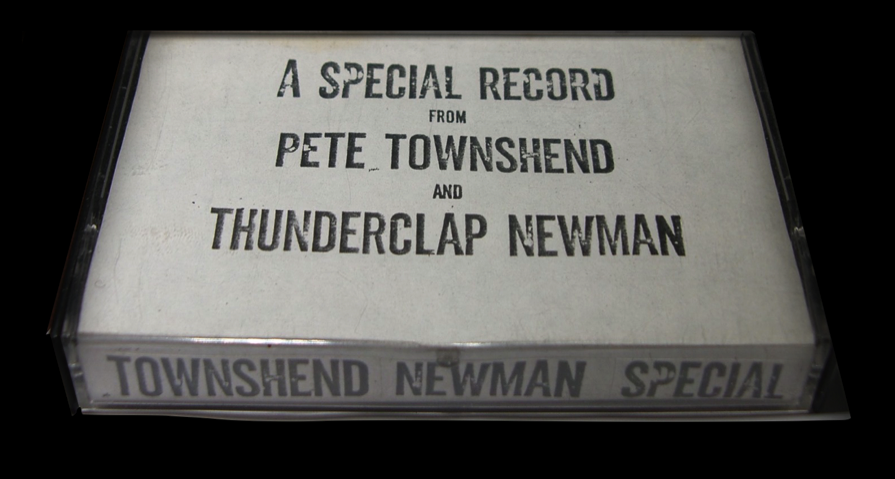 A SPECIAL RECORD
FROM
PETE TOWNSHEND
AND
THUNDERCLAP NEWMAN
TOWNSHEND NEWMAN SPECIAL